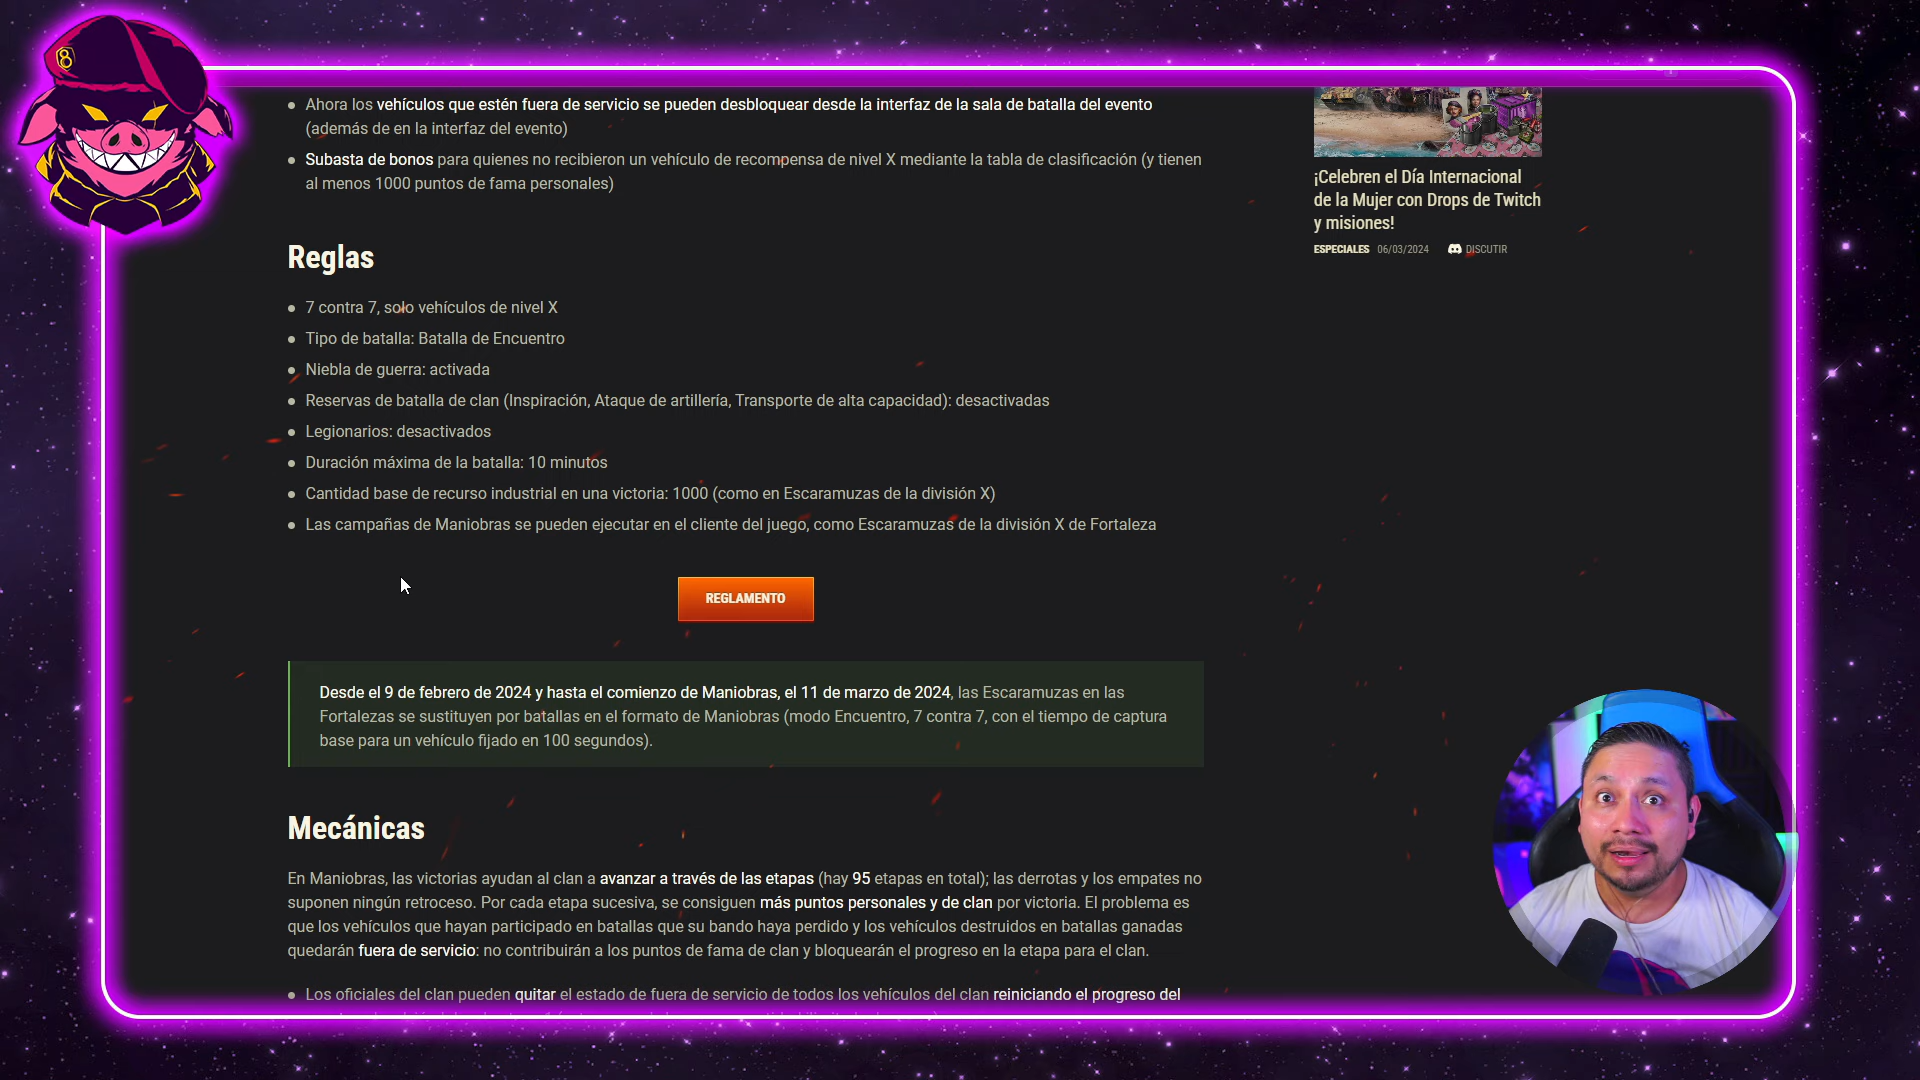 8
Ahora los vehículos que estén fuera de servicio se pueden desbloquear desde la interfaz de la sala de batalla del evento
(además de en la interfaz del evento)
Subasta de bonos para quienes no recibieron un vehículo de recompensa de nivel X mediante la tabla de clasificación (y tienen
al menos 1000 puntos de fama personales)
¡Celebren el Día Internacional
de la Mujer con Drops de Twitch
y misiones!
ESPECIALES 06/03/2024 DISCUTIR
Reglas
7 contra 7, solo vehículos de nivel X
Tipo de batalla: Batalla de Encuentro
Niebla de guerra: activada
Reservas de batalla de clan (Inspiración, Ataque de artillería, Transporte de alta capacidad): desactivadas
Legionarios: desactivados
Duración máxima de la batalla: 10 minutos
Cantidad base de recurso industrial en una victoria: 1000 (como en Escaramuzas de la división X)
Las campañas de Maniobras se pueden ejecutar en el cliente del juego, como Escaramuzas de la división X de Fortaleza
REGLAMENTO
Desde el 9 de febrero de 2024 y hasta el comienzo de Maniobras, el 11 de marzo de 2024, las Escaramuzas en las
Fortalezas se sustituyen por batallas en el formato de Maniobras (modo Encuentro, 7 contra 7, con el tiempo de captura
base para un vehículo fijado en 100 segundos).
Mecánicas
En Maniobras, las victorias ayudan al clan a avanzar a través de las etapas (hay 95 etapas en total); las derrotas y los empates no
suponen ningún retroceso. Por cada etapa sucesiva, se consiguen más puntos personales y de clan por victoria. El problema es
que los vehículos que hayan participado en batallas que su bando haya perdido y los vehículos destruidos en batallas ganadas
quedarán fuera de servicio: no contribuirán a los puntos de fama de clan y bloquearán el progreso en la etapa para el clan.
Los oficiales del clan pueden quitar el estado de fuera de servicio de todos los vehículos del clan reiniciando el progreso del